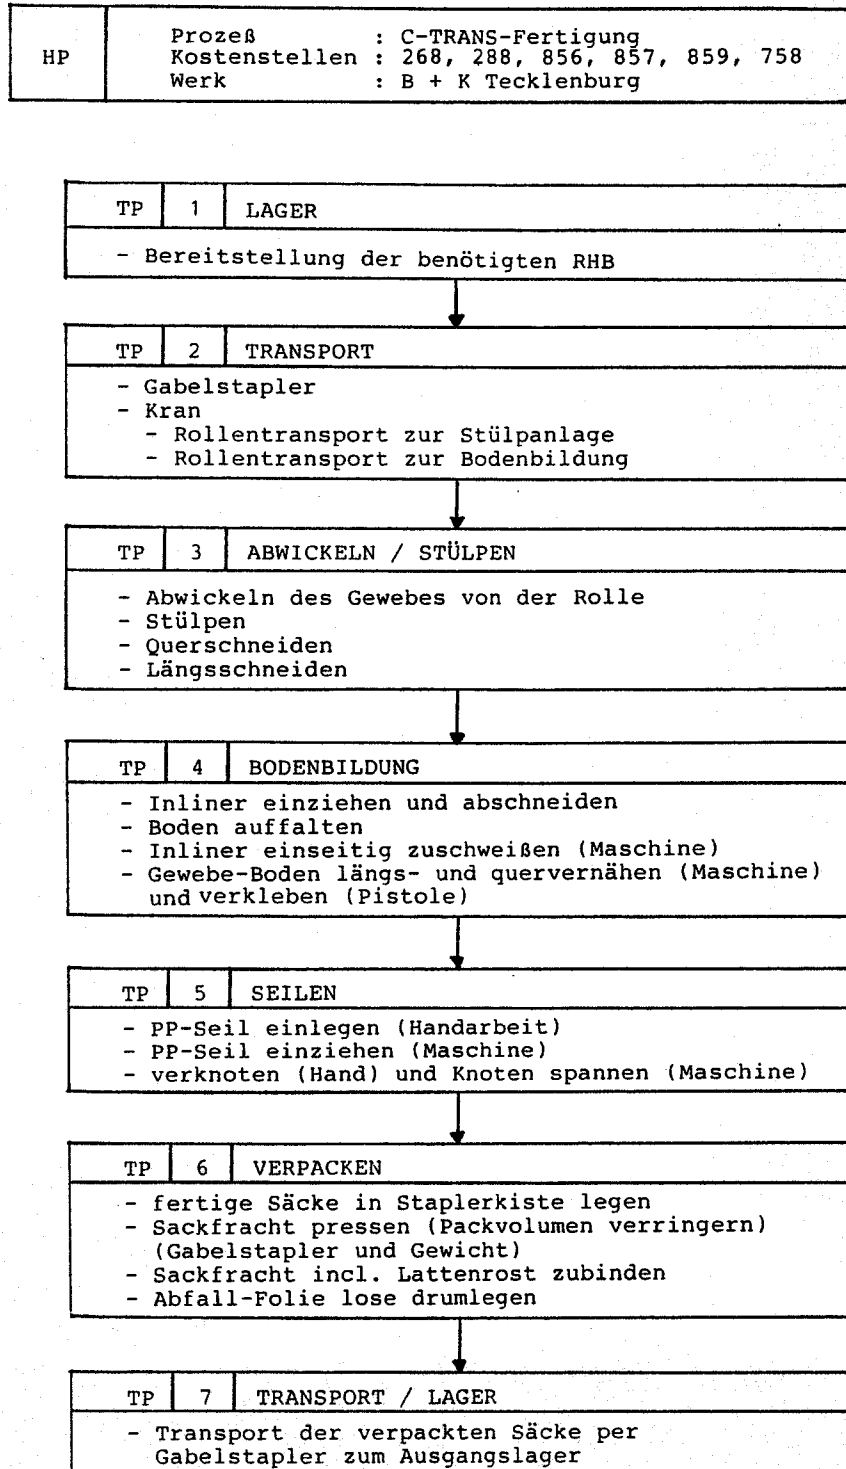 HP
Prozeß : C-TRANS-Fertigung
Kostenstellen : 268, 288, 856, 857, 859, 758
Werk : B + K Tecklenburg
TP 1 LAGER
- Bereitstellung der benötigten RHB
TP 2 TRANSPORT
- Gabelstapler
- Kran
- Rollentransport zur Stülpanlage
- Rollentransport zur Bodenbildung
TP 3 ABWICKELN / STÜLPEN
- Abwickeln des Gewebes von der Rolle
- Stülpen
- Querschneiden
- Längsschneiden
TP 4 BODENBILDUNG
- Inliner einziehen und abschneiden
- Boden auffalten
- Inliner einseitig zuschweißen (Maschine)
- Gewebe-Boden längs- und quervernähen (Maschine)
und verkleben (Pistole)
TP 5 SEILEN
- PP-Seil einlegen (Handarbeit)
- PP-Seil einziehen (Maschine)
- verknoten (Hand) und Knoten spannen (Maschine)
TP 6 VERPACKEN
- fertige Säcke in Staplerkiste legen
- Sackfracht pressen (Packvolumen verringern)
(Gabelstapler und Gewicht)
- Sackfracht incl. Lattenrost zubinden
- Abfall-Folie lose drumlegen
TP 7 TRANSPORT / LAGER
- Transport der verpackten Säcke per
Gabelstapler zum Ausgangslager